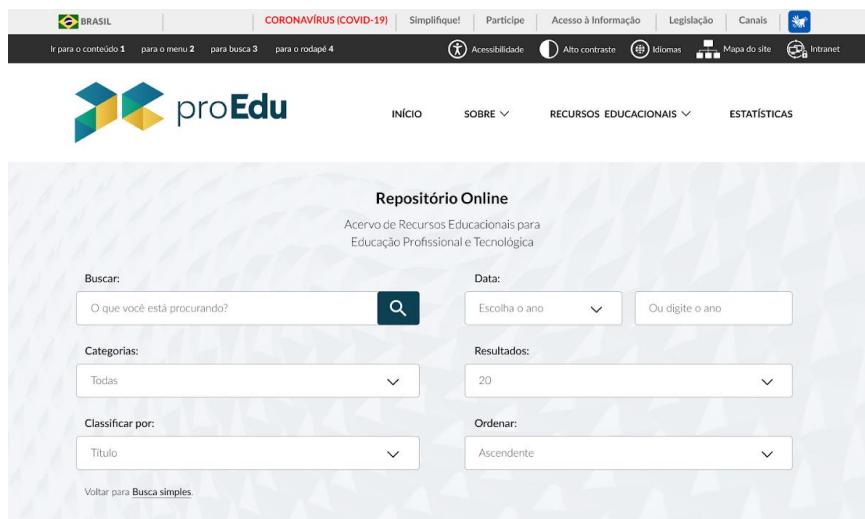 BRASIL CORONAVÍRUS (COVID-19) Simplifique! Participe Acesso à Informação Legislação Canais
Ir para o conteúdo 1 para o menu 2 para busca 3 para o rodapé 4 Acessibilidade Alto contraste Idiomas Mapa do site Intranet
proEdu INÍCIO SOBRE RECURSOS EDUCACIONAIS ESTATÍSTICAS
Repositório Online
Acervo de Recursos Educacionais para
Educação Profissional e Tecnológica
Buscar: Data:
O que você está procurando? Escolha o ano Ou digite o ano
Categorias: Resultados:
Todas 20
Classificar por: Ordenar:
Título Ascendente
Voltar para Busca simples.